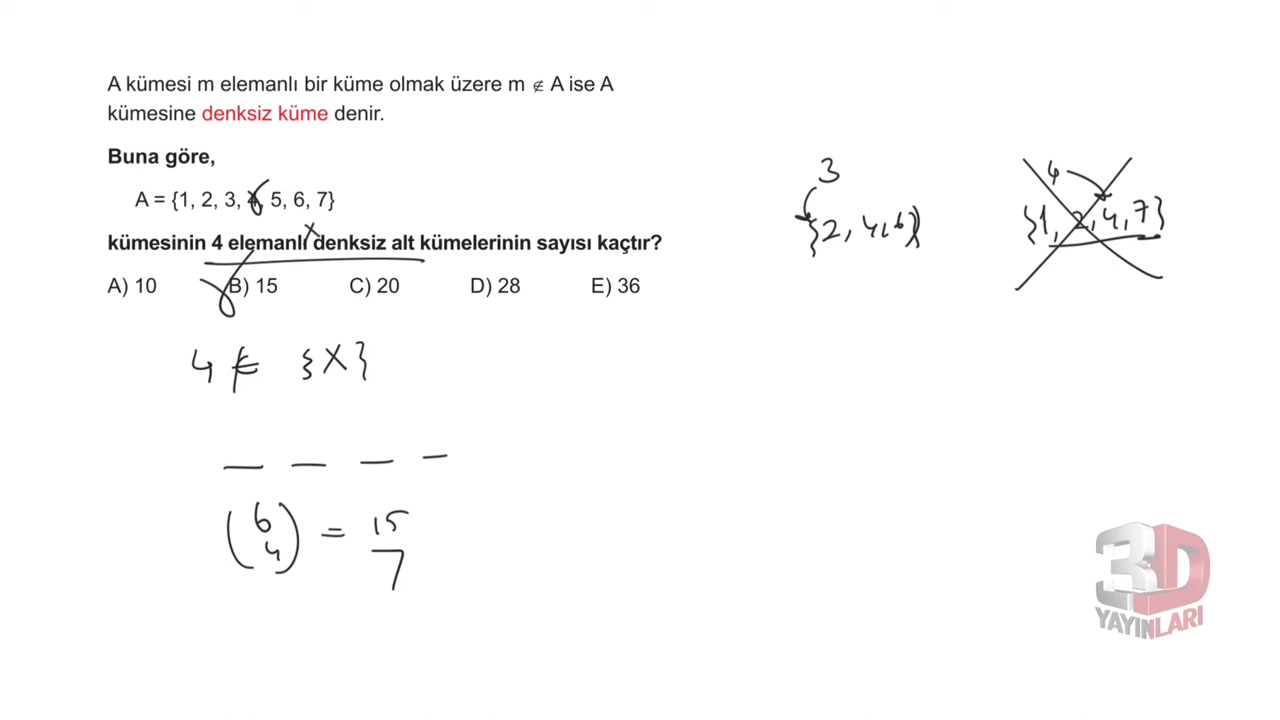 A kümesi m elemanlı bir küme olmak üzere m ∉ A ise A
kümesine denksiz küme denir.
Buna göre,
A = {1, 2, 3, 4, 5, 6, 7}
kümesinin 4 elemanlı denksiz alt kümelerinin sayısı kaçtır?
A) 10 B) 15 C) 20 D) 28 E) 36
4 ∉ {X}
(6
4) = 15
3
{2, 4, 6}
4
{1, 2, 4, 7}
3D
YAYINLARI